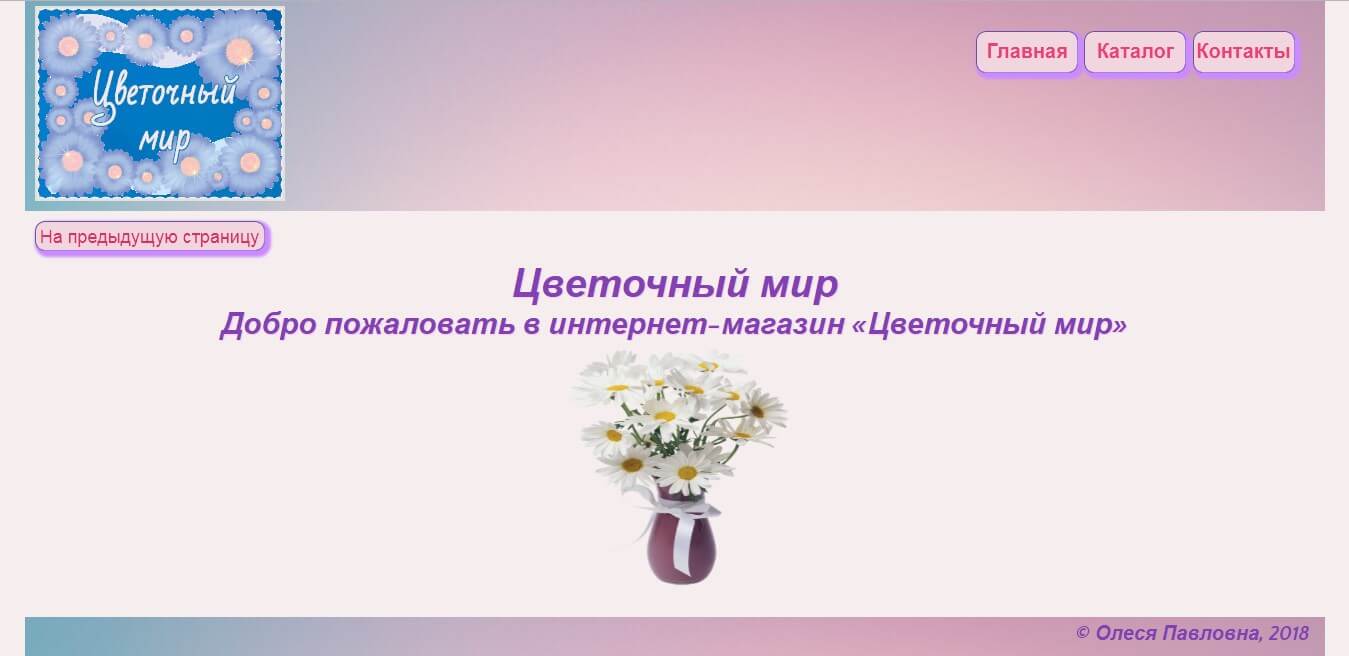 Цветочный
мир
Главная
Каталог
Контакты
На предыдущую страницу
Цветочный мир
Добро пожаловать в интернет-магазин «Цветочный мир»
© Олеся Павловна, 2018